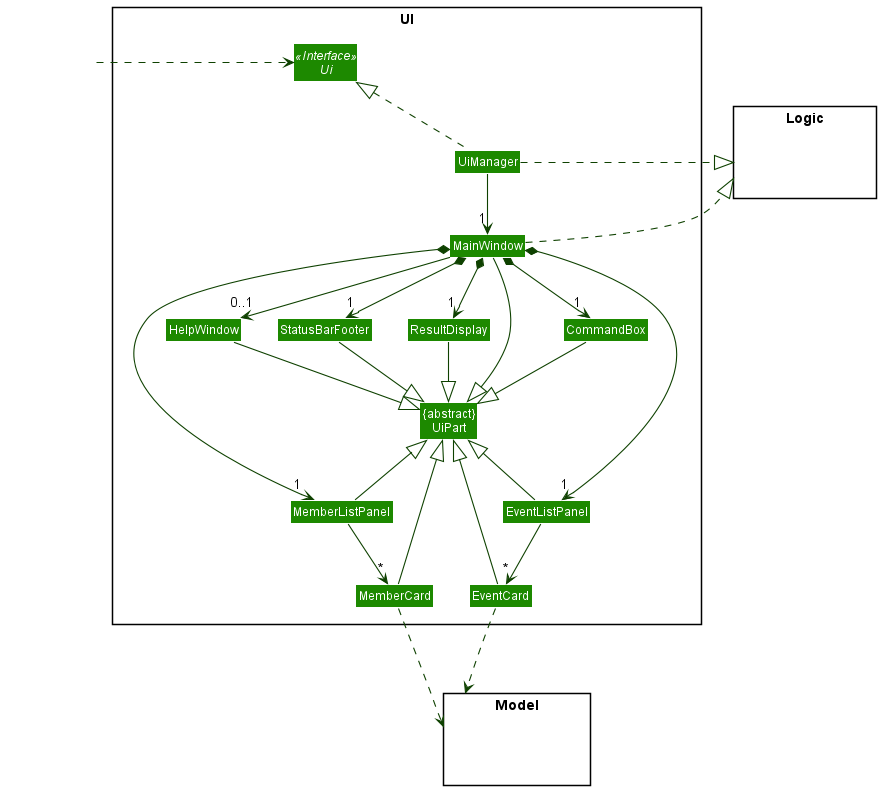 UI
«Interface»
Ui
Logic
UiManager
1
MainWindow
0..1
1
1
1
HelpWindow
StatusBarFooter
ResultDisplay
CommandBox
{abstract}
UiPart
1
1
MemberListPanel
EventListPanel
*
*
MemberCard
EventCard
Model